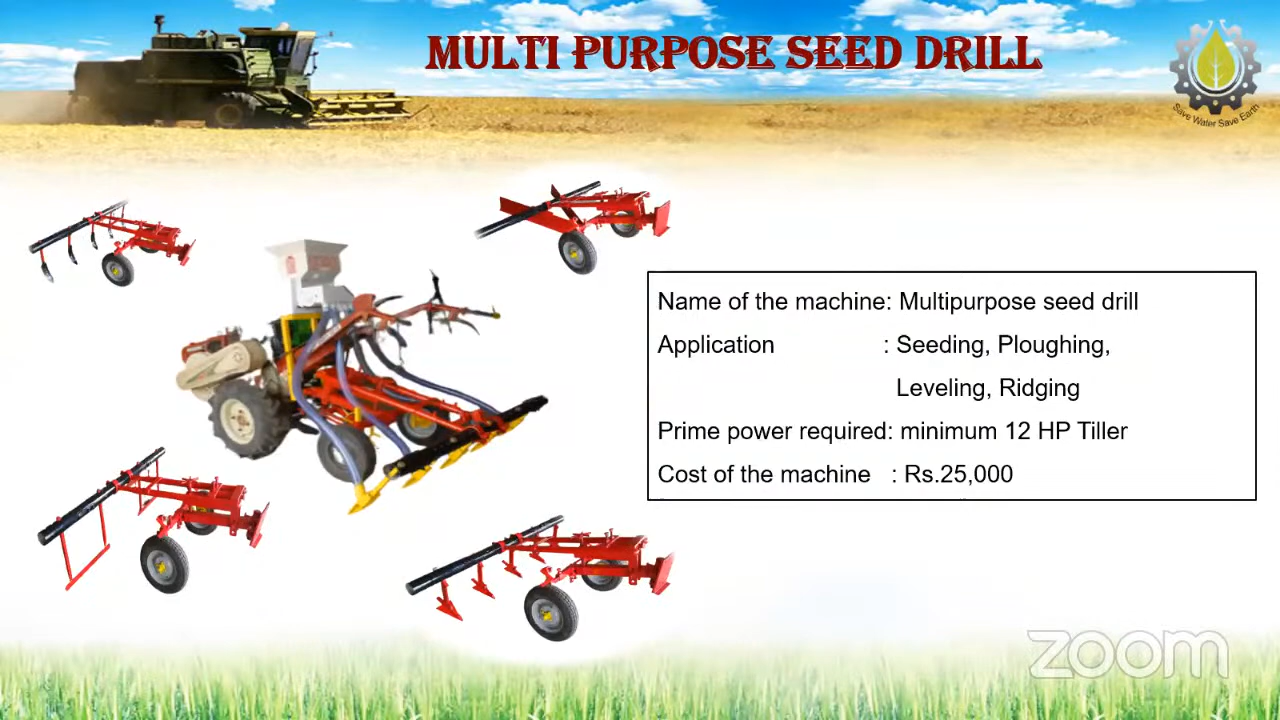 MULTI PURPOSE SEED DRILL
Save Water Save Earth
Name of the machine: Multipurpose seed drill
Application : Seeding, Ploughing,
Leveling, Ridging
Prime power required: minimum 12 HP Tiller
Cost of the machine : Rs.25,000
zoom